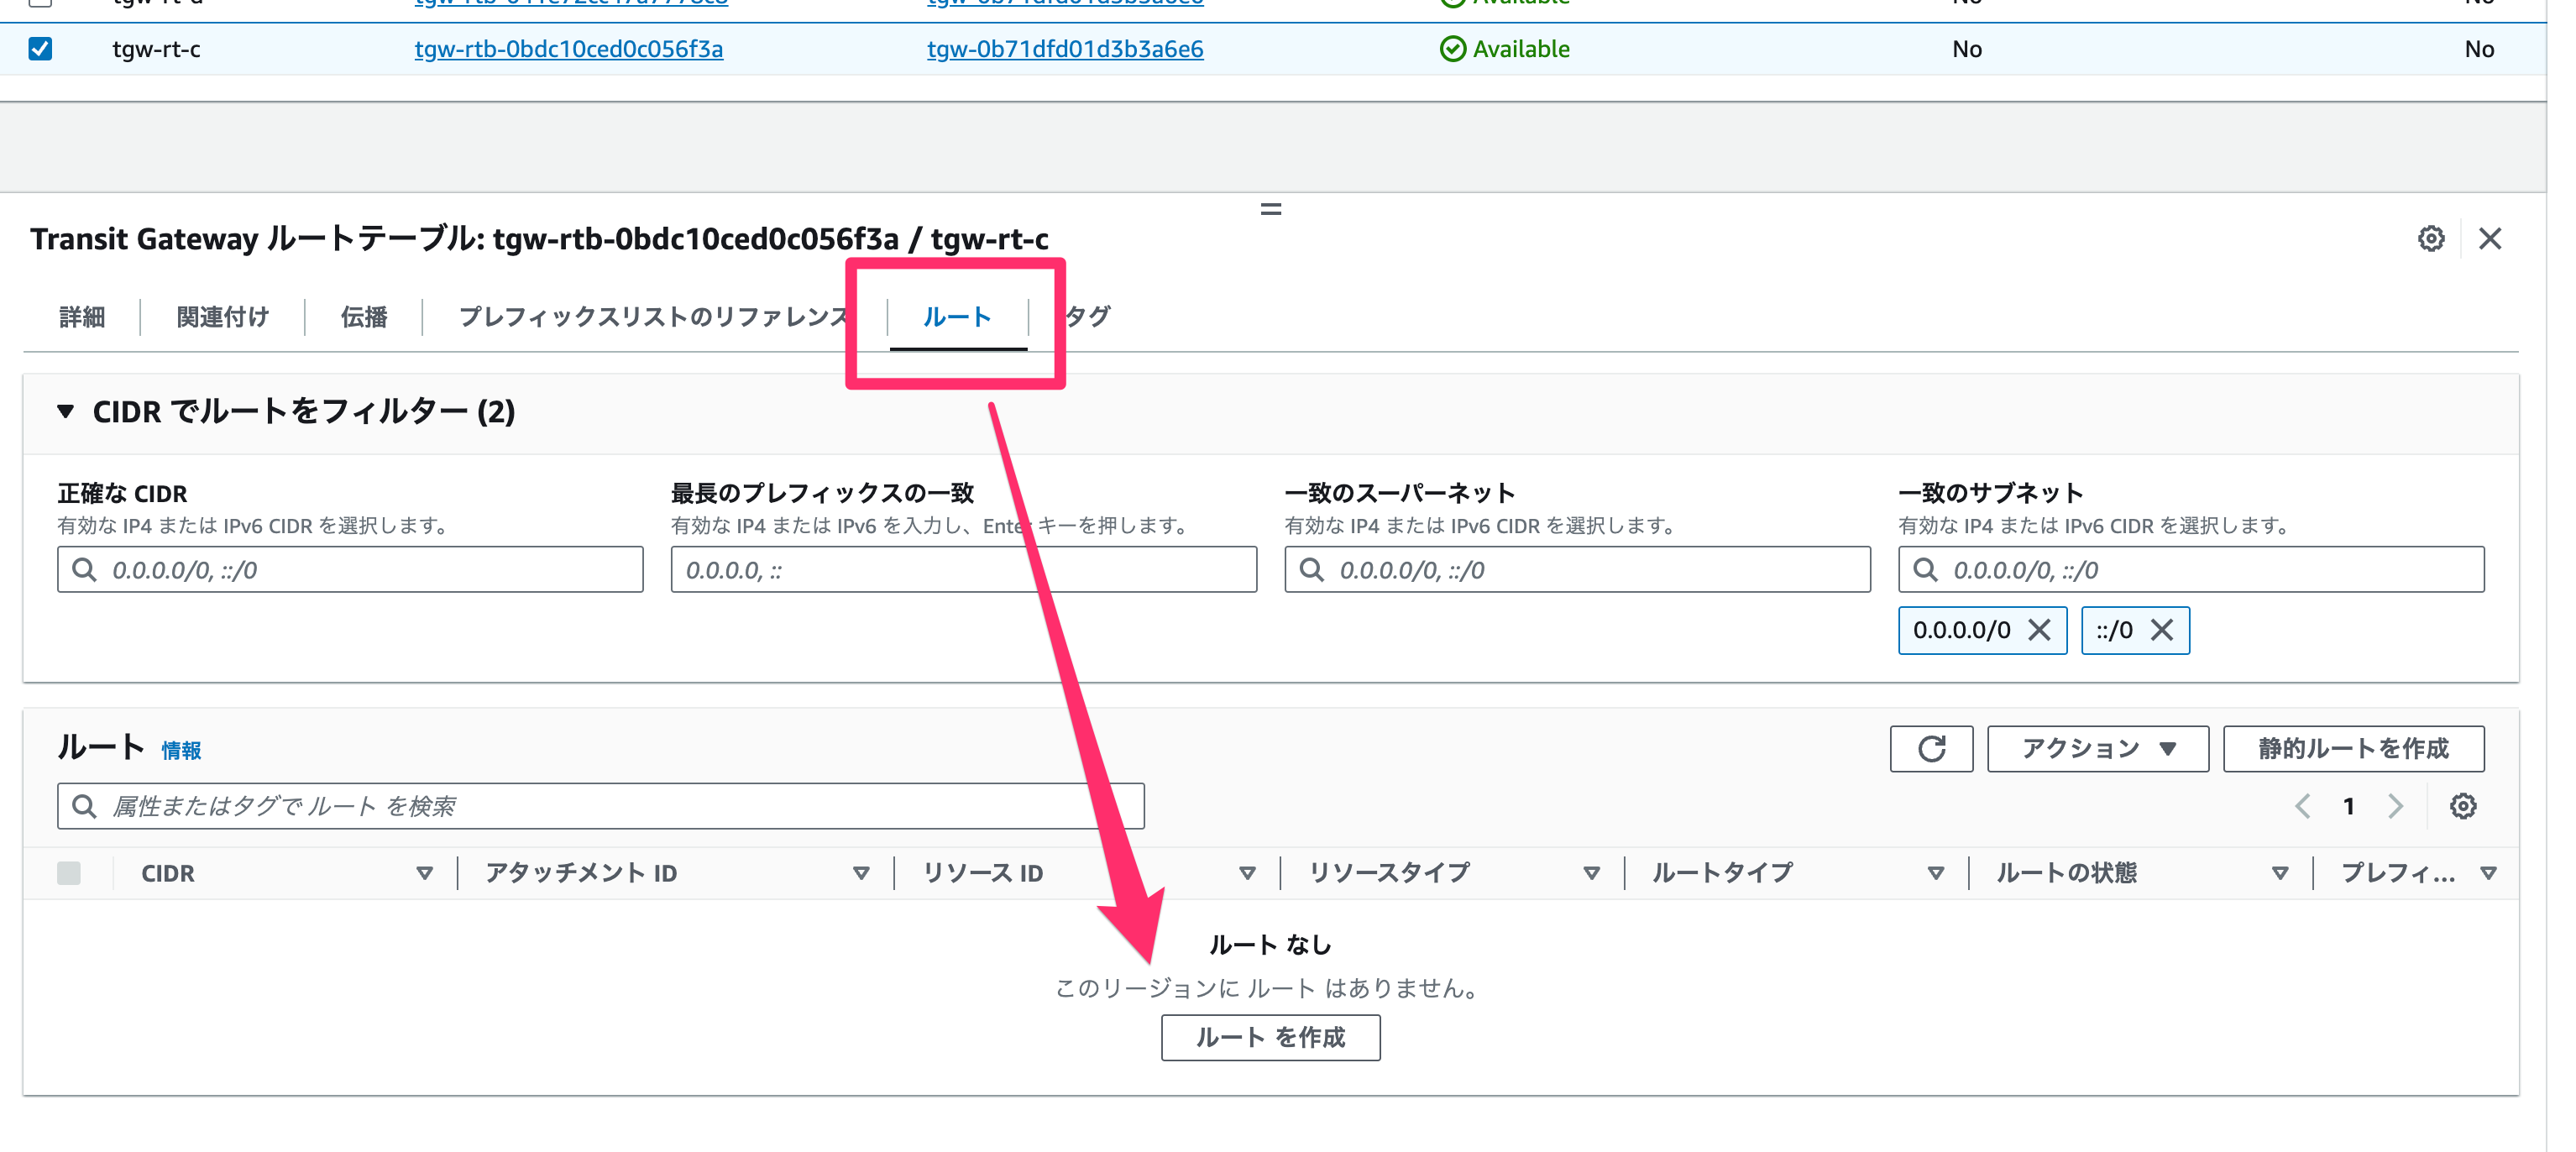 tgw-rt-c tgw-rtb-0bdc10ced0c056f3a tgw-0b71dfd01d3b3a6e6 Available No No
Transit Gateway ルートテーブル: tgw-rtb-0bdc10ced0c056f3a / tgw-rt-c
詳細 関連付け 伝播 プレフィックスリストのリファレンス ルート タグ
CIDR でルートをフィルター (2)
正確な CIDR 最長のプレフィックスの一致 一致のスーパーネット 一致のサブネット
有効な IP4 または IPv6 CIDR を選択します。 有効な IP4 または IPv6 を入力し、Enter キーを押します。 有効な IP4 または IPv6 CIDR を選択します。 有効な IP4 または IPv6 CIDR を選択します。
0.0.0.0/0, ::/0 0.0.0.0, :: 0.0.0.0/0, ::/0 0.0.0.0/0, ::/0
0.0.0.0/0 ::/0
ルート 情報 アクション 静的ルートを作成
属性またはタグで ルート を検索 1
CIDR アタッチメント ID リソース ID リソースタイプ ルートタイプ ルートの状態 プレフィ...
ルート なし
このリージョンに ルート はありません。
ルート を作成